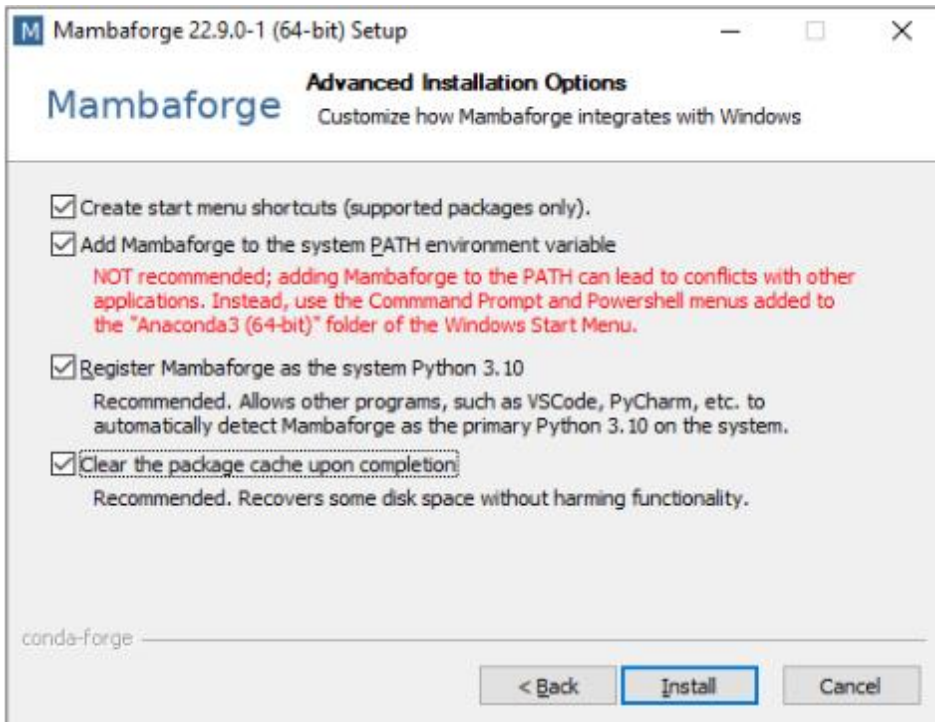 M Mambaforge 22.9.0-1 (64-bit) Setup
Mambaforge
Advanced Installation Options
Customize how Mambaforge integrates with Windows
Create start menu shortcuts (supported packages only).
Add Mambaforge to the system PATH environment variable
NOT recommended; adding Mambaforge to the PATH can lead to conflicts with other
applications. Instead, use the Commmand Prompt and Powershell menus added to
the "Anaconda3 (64-bit)" folder of the Windows Start Menu.
Register Mambaforge as the system Python 3.10
Recommended. Allows other programs, such as VSCode, PyCharm, etc. to
automatically detect Mambaforge as the primary Python 3.10 on the system.
Clear the package cache upon completion
Recommended. Recovers some disk space without harming functionality.
conda-forge
< Back Install Cancel